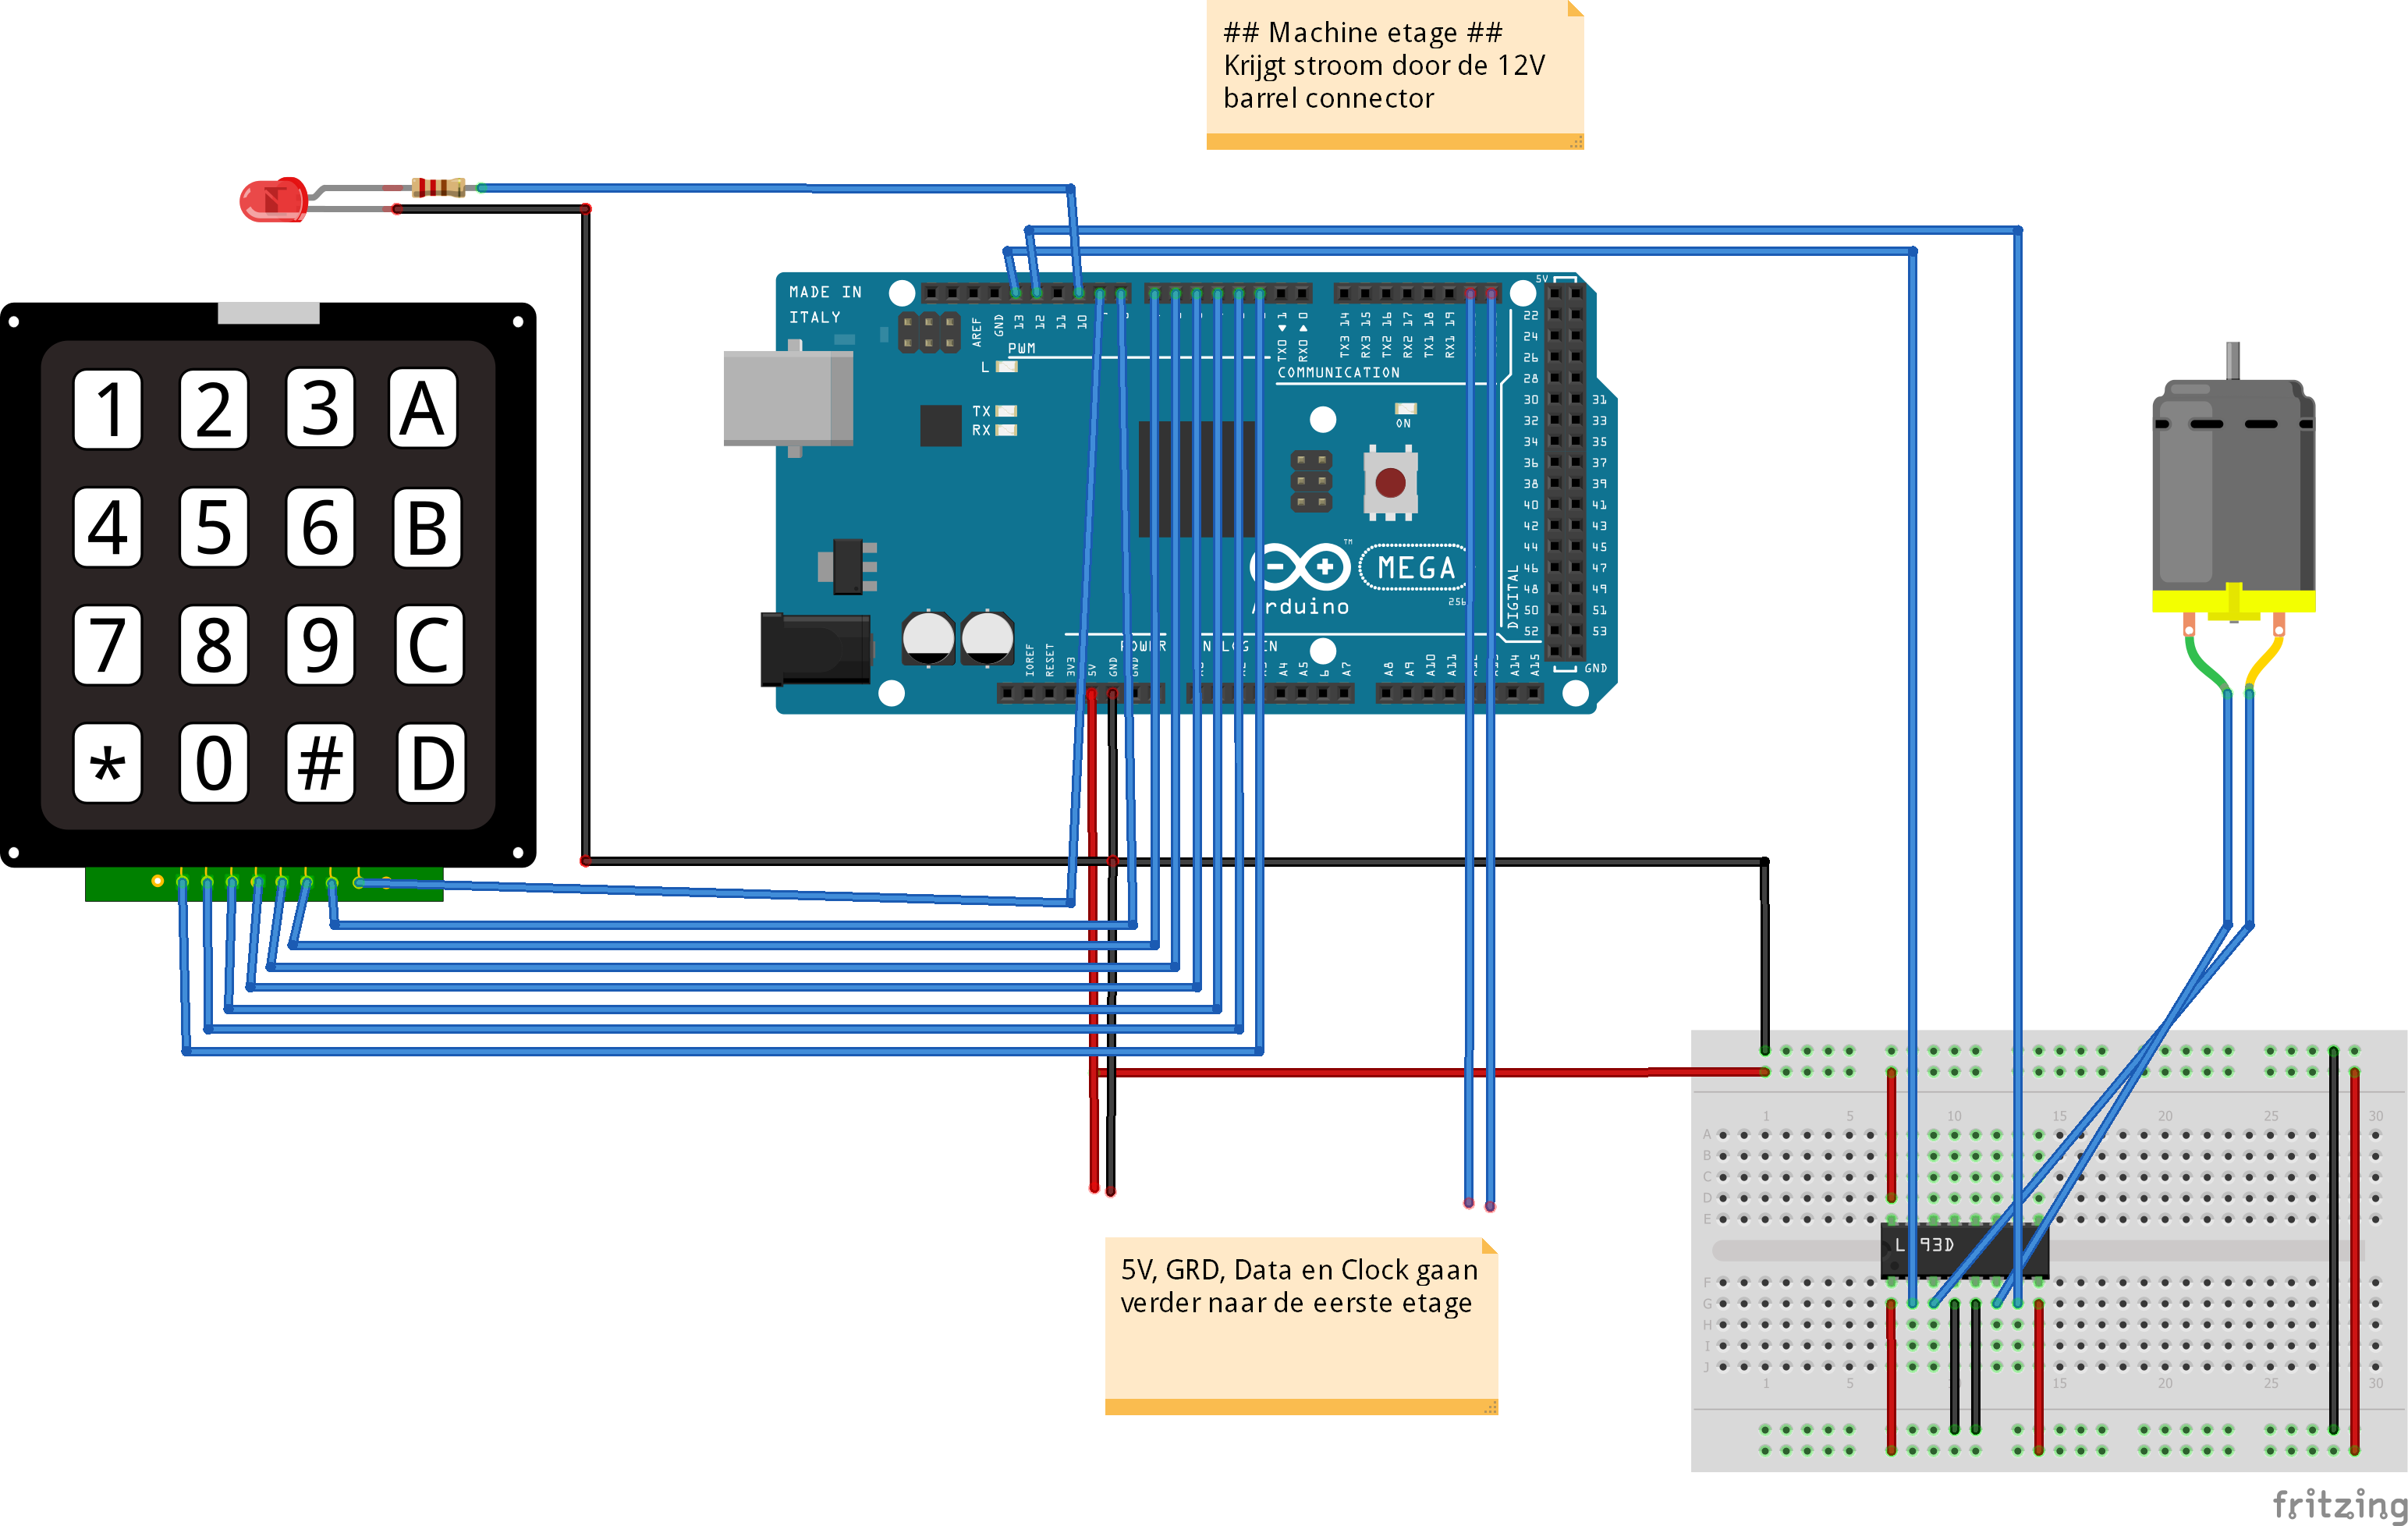 ## Machine etage ##
Krijgt stroom door de 12V
barrel connector
MADE IN
ITALY
AREF
GND
13
12
11
10
TX0 1
RX0 0
TX3 14
RX3 15
TX2 16
RX2 17
TX1 18
RX1 19
5V
22
24
26
28
30 31
32 33
34 35
36 37
38 39
40 41
42 43
44 45
46 47
48 49
50 51
52 53
GND
PWM
L
COMMUNICATION
TX
RX
ON
1 2 3 A
4 5 6 B
7 8 9 C
* 0 # D
MEGA
TM
Arduino
256
DIGITAL
POWER
IOREF
RESET
3V3
5V
GND
GND
A4
A5
A7
A8
A9
A10
A11
A14
A15
1 5 10 15 20 25 30
A
B
C
D
E
L 93D
F
G
H
I
J
1 5 15 20 25 30
5V, GRD, Data en Clock gaan
verder naar de eerste etage
fritzing